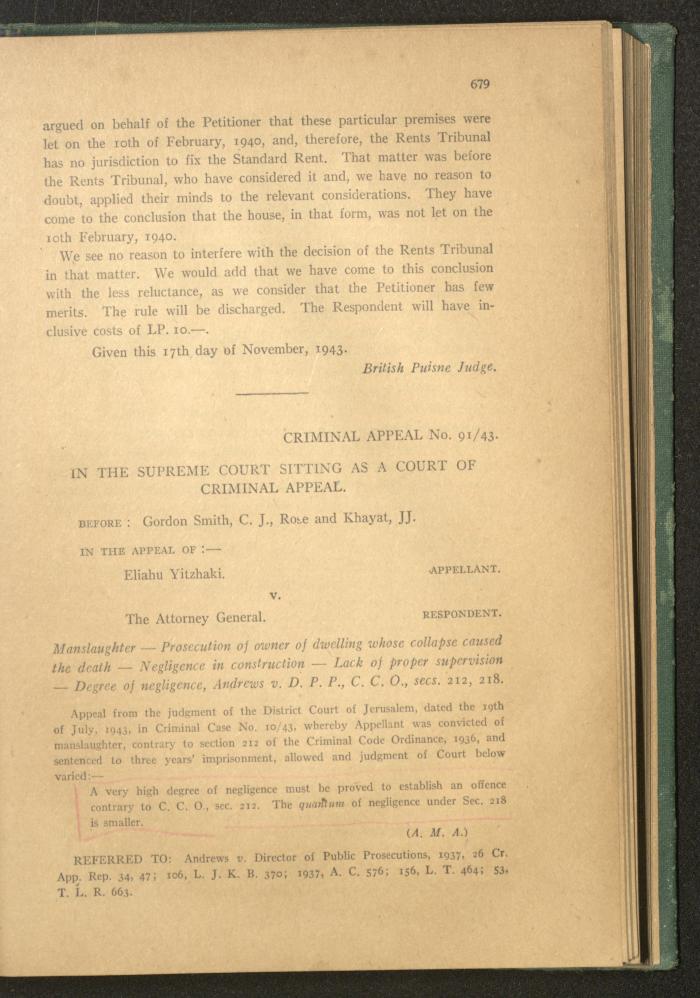 679
argued on behalf of the Petitioner that these particular premises were
let on the 10th of February, 1940, and, therefore, the Rents Tribunal
has no jurisdiction to fix the Standard Rent. That matter was before
the Rents Tribunal, who have considered it and, we have no reason to
doubt, applied their minds to the relevant considerations. They have
come to the conclusion that the house, in that form, was not let on the
10th February, 1940.
We see no reason to interfere with the decision of the Rents Tribunal
in that matter. We would add that we have come to this conclusion
with the less reluctance, as we consider that the Petitioner has few
merits. The rule will be discharged. The Respondent will have in-
clusive costs of LP. 10.—.
Given this 17th day of November, 1943.
British Puisne Judge.
CRIMINAL APPEAL No. 91/43.
IN THE SUPREME COURT SITTING AS A COURT OF
CRIMINAL APPEAL.
BEFORE : Gordon Smith, C. J., Rose and Khayat, JJ.
IN THE APPEAL OF :—
Eliahu Yitzhaki. APPELLANT.
v.
The Attorney General. RESPONDENT.
Manslaughter — Prosecution of owner of dwelling whose collapse caused
the death — Negligence in construction — Lack of proper supervision
— Degree of negligence, Andrews v. D. P. P., C. C. O., secs. 212, 218.
Appeal from the judgment of the District Court of Jerusalem, dated the 19th
of July, 1943, in Criminal Case No. 10/43, whereby Appellant was convicted of
manslaughter, contrary to section 212 of the Criminal Code Ordinance, 1936, and
sentenced to three years' imprisonment, allowed and judgment of Court below
varied:—
A very high degree of negligence must be proved to establish an offence
contrary to C. C. O., sec. 212. The quantum of negligence under Sec. 218
is smaller.
(A. M. A.)
REFERRED TO: Andrews v. Director of Public Prosecutions, 1937, 26 Cr.
App. Rep. 34, 47; 106, L. J. K. B. 370; 1937, A. C. 576; 156, L. T. 464; 53,
T. L. R. 663.